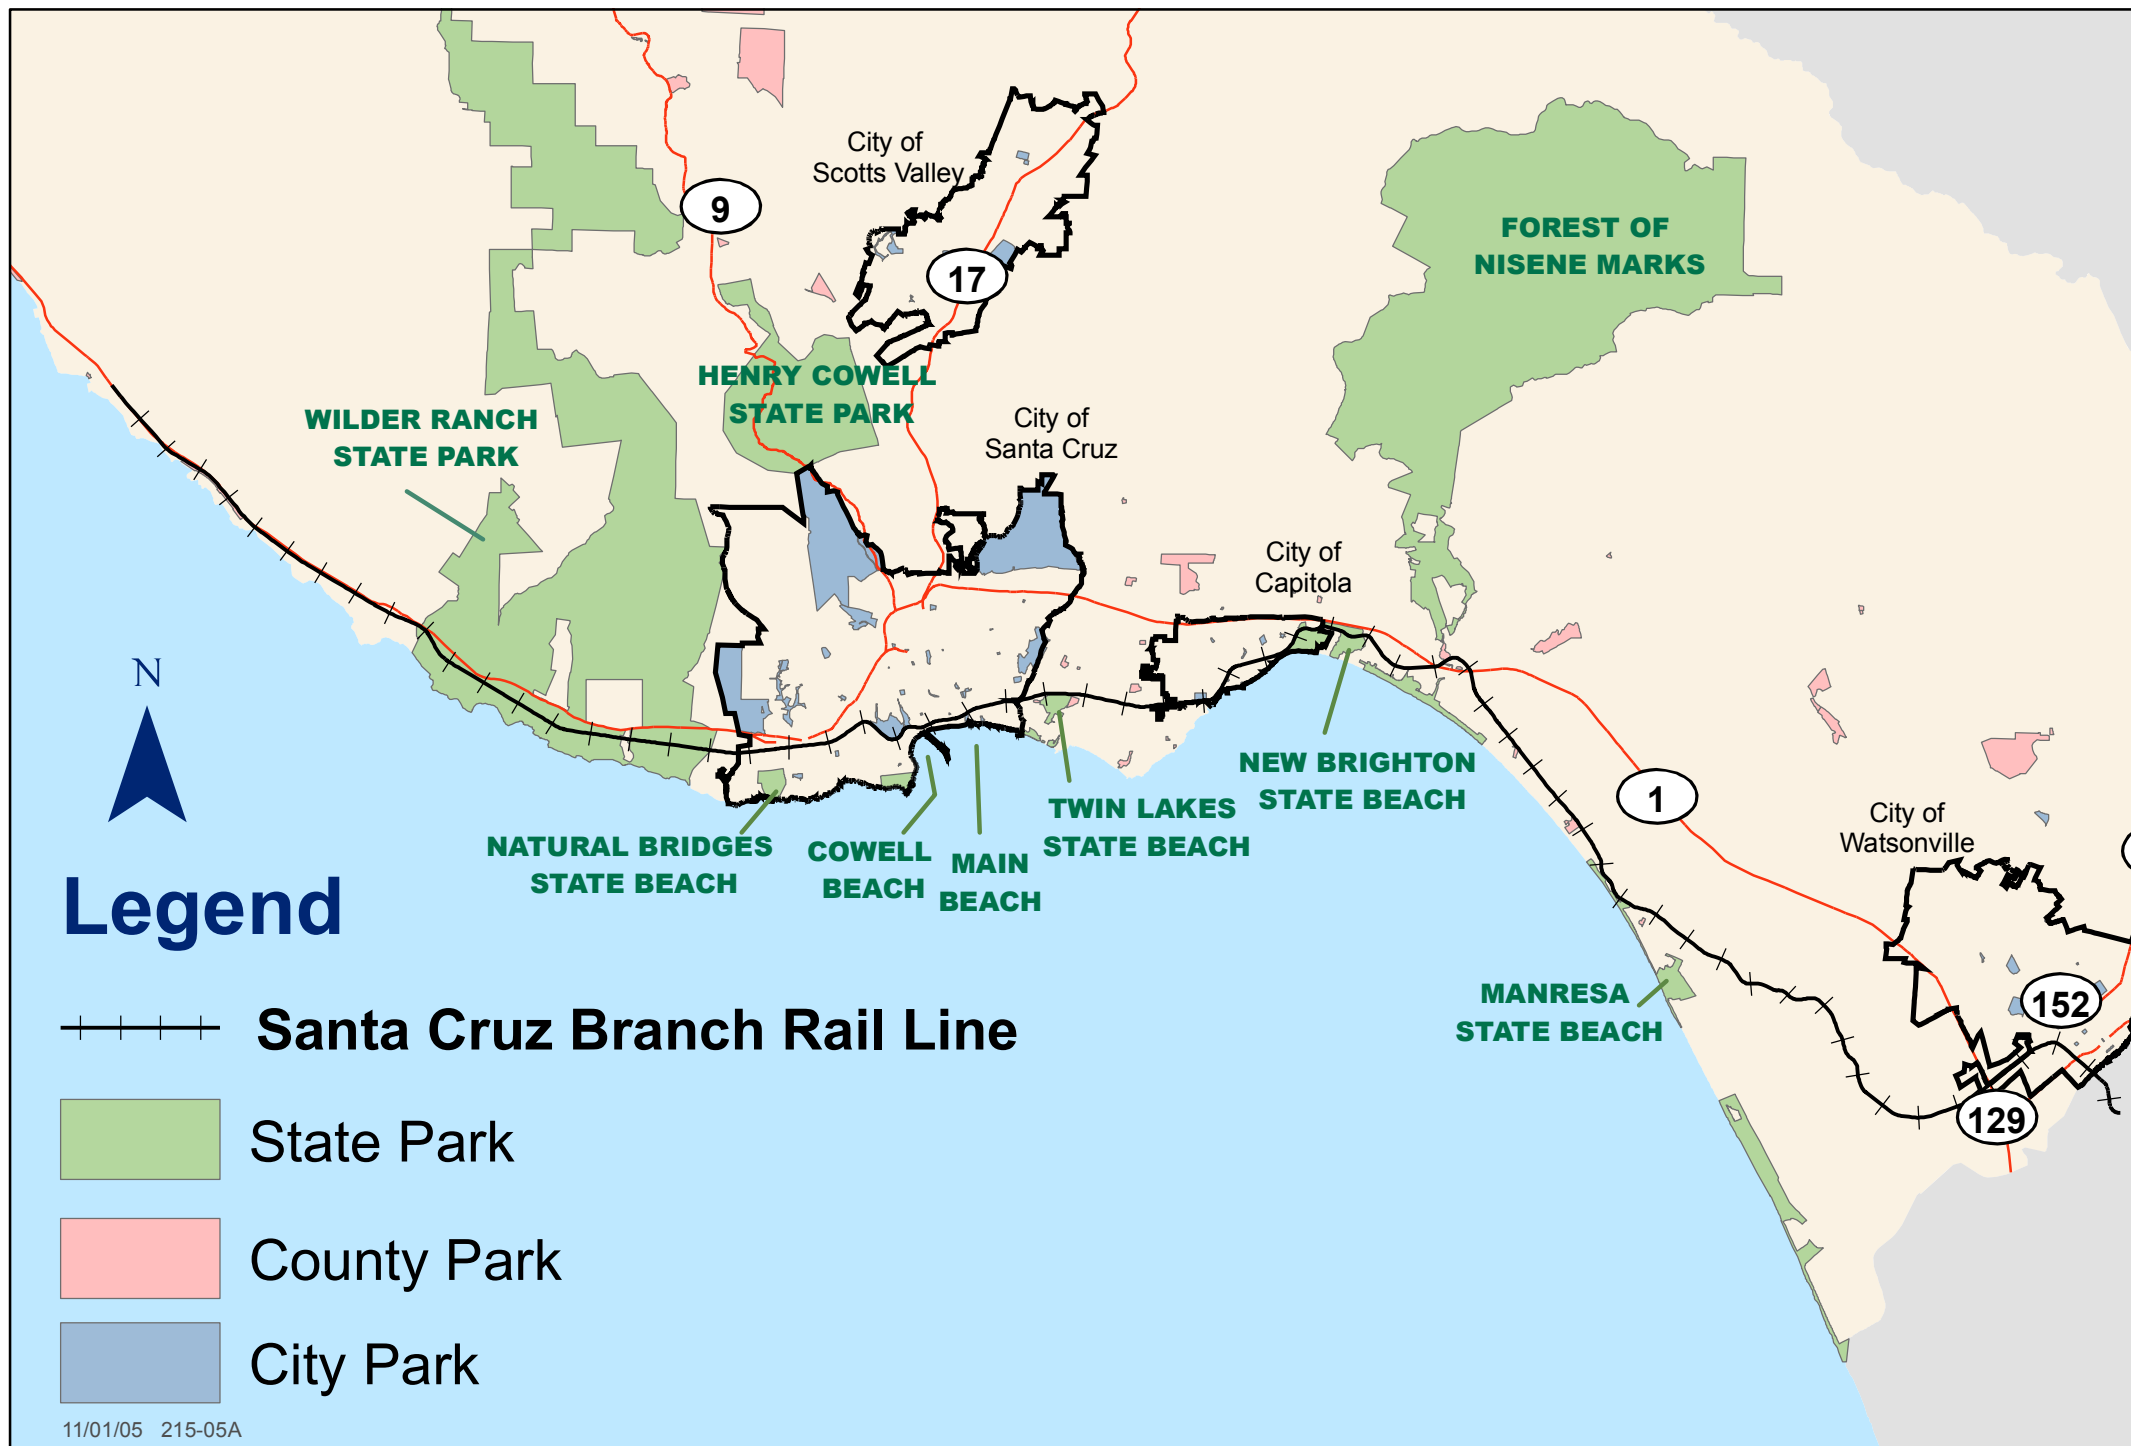 City of
Scotts Valley
9
17
FOREST OF
NISENE MARKS
HENRY COWELL
STATE PARK
WILDER RANCH
STATE PARK
City of
Santa Cruz
City of
Capitola
N
NEW BRIGHTON
STATE BEACH
1
TWIN LAKES
STATE BEACH
City of
Watsonville
NATURAL BRIDGES
STATE BEACH
COWELL
BEACH
MAIN
BEACH
MANRESA
STATE BEACH
152
129
Legend
Santa Cruz Branch Rail Line
State Park
County Park
City Park
11/01/05 215-05A